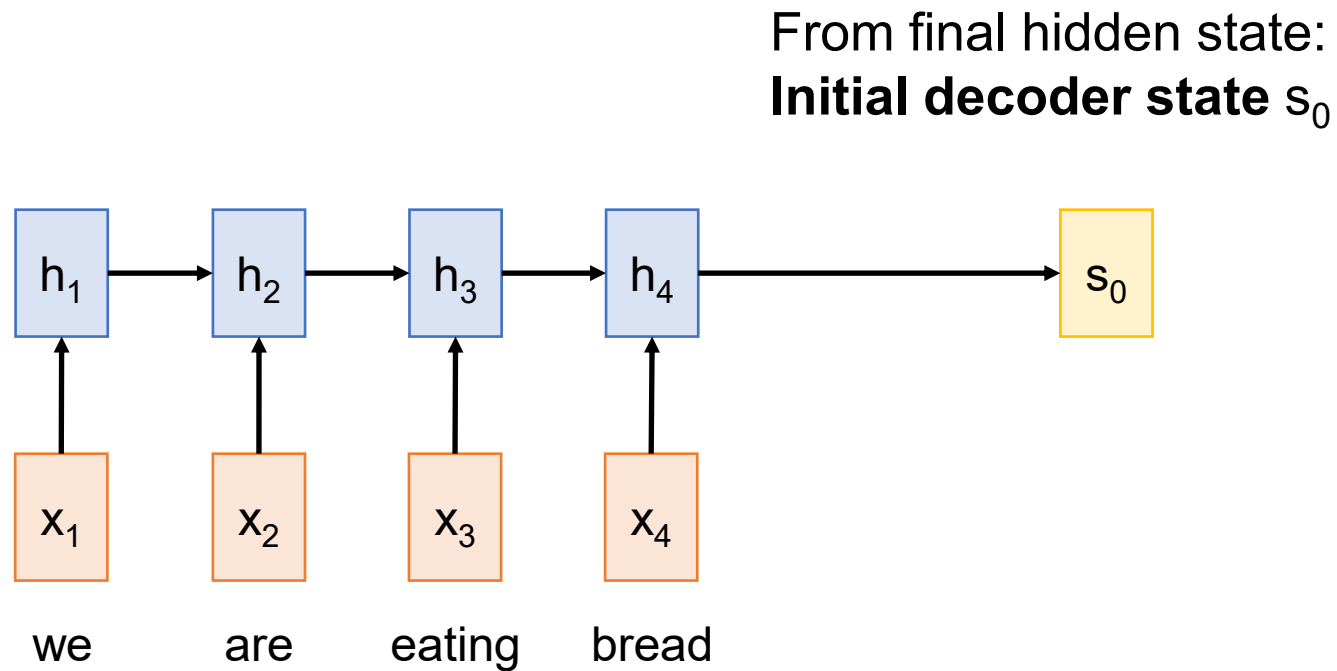 From final hidden state:
Initial decoder state s₀
h₁ h₂ h₃ h₄ s₀
x₁ x₂ x₃ x₄
we are eating bread